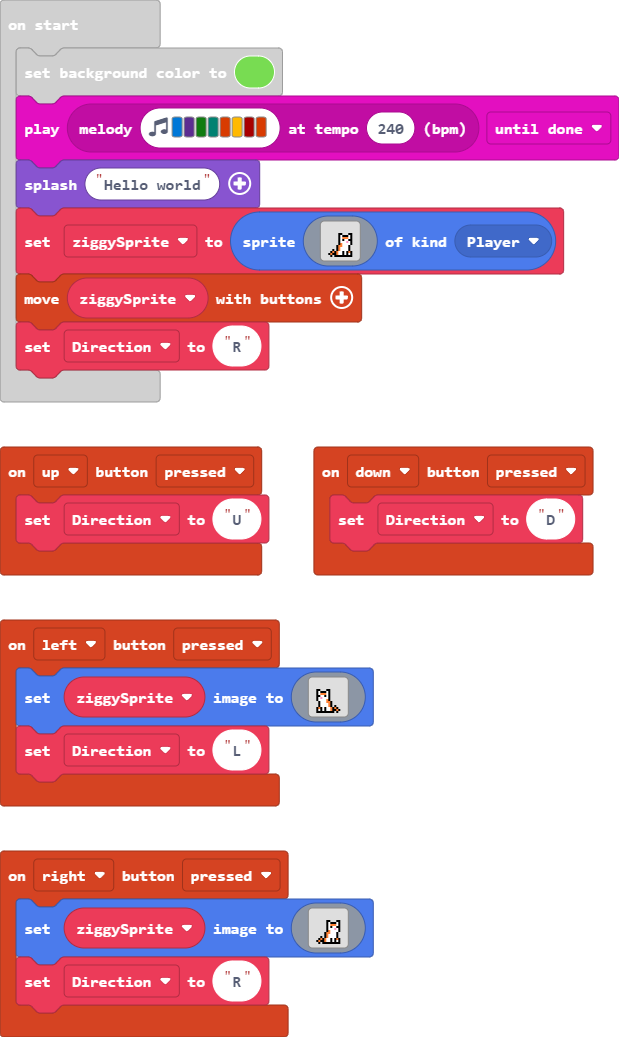 on start
set background color to
play melody at tempo 240 (bpm) until done
splash "Hello world"
set ziggySprite to sprite of kind Player
move ziggySprite with buttons
set Direction to "R"
on up button pressed
set Direction to "U"
on down button pressed
set Direction to "D"
on left button pressed
set ziggySprite image to
set Direction to "L"
on right button pressed
set ziggySprite image to
set Direction to "R"